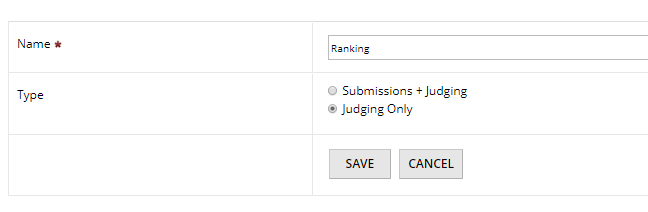 Name *
Ranking
Type
Submissions + Judging
Judging Only
SAVE CANCEL